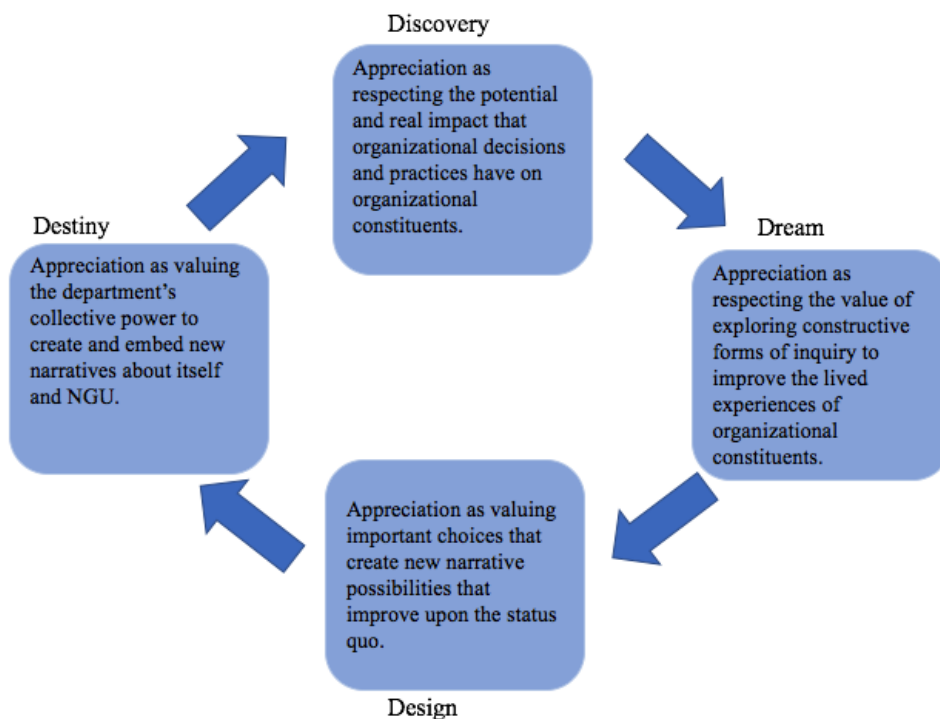 Discovery
Appreciation as
respecting the potential
and real impact that
organizational decisions
and practices have on
organizational
constituents.
Dream
Appreciation as
respecting the value of
exploring constructive
forms of inquiry to
improve the lived
experiences of
organizational
constituents.
Appreciation as valuing
important choices that
create new narrative
possibilities that
improve upon the status
quo.
Design
Destiny
Appreciation as valuing
the department’s
collective power to
create and embed new
narratives about itself
and NGU.